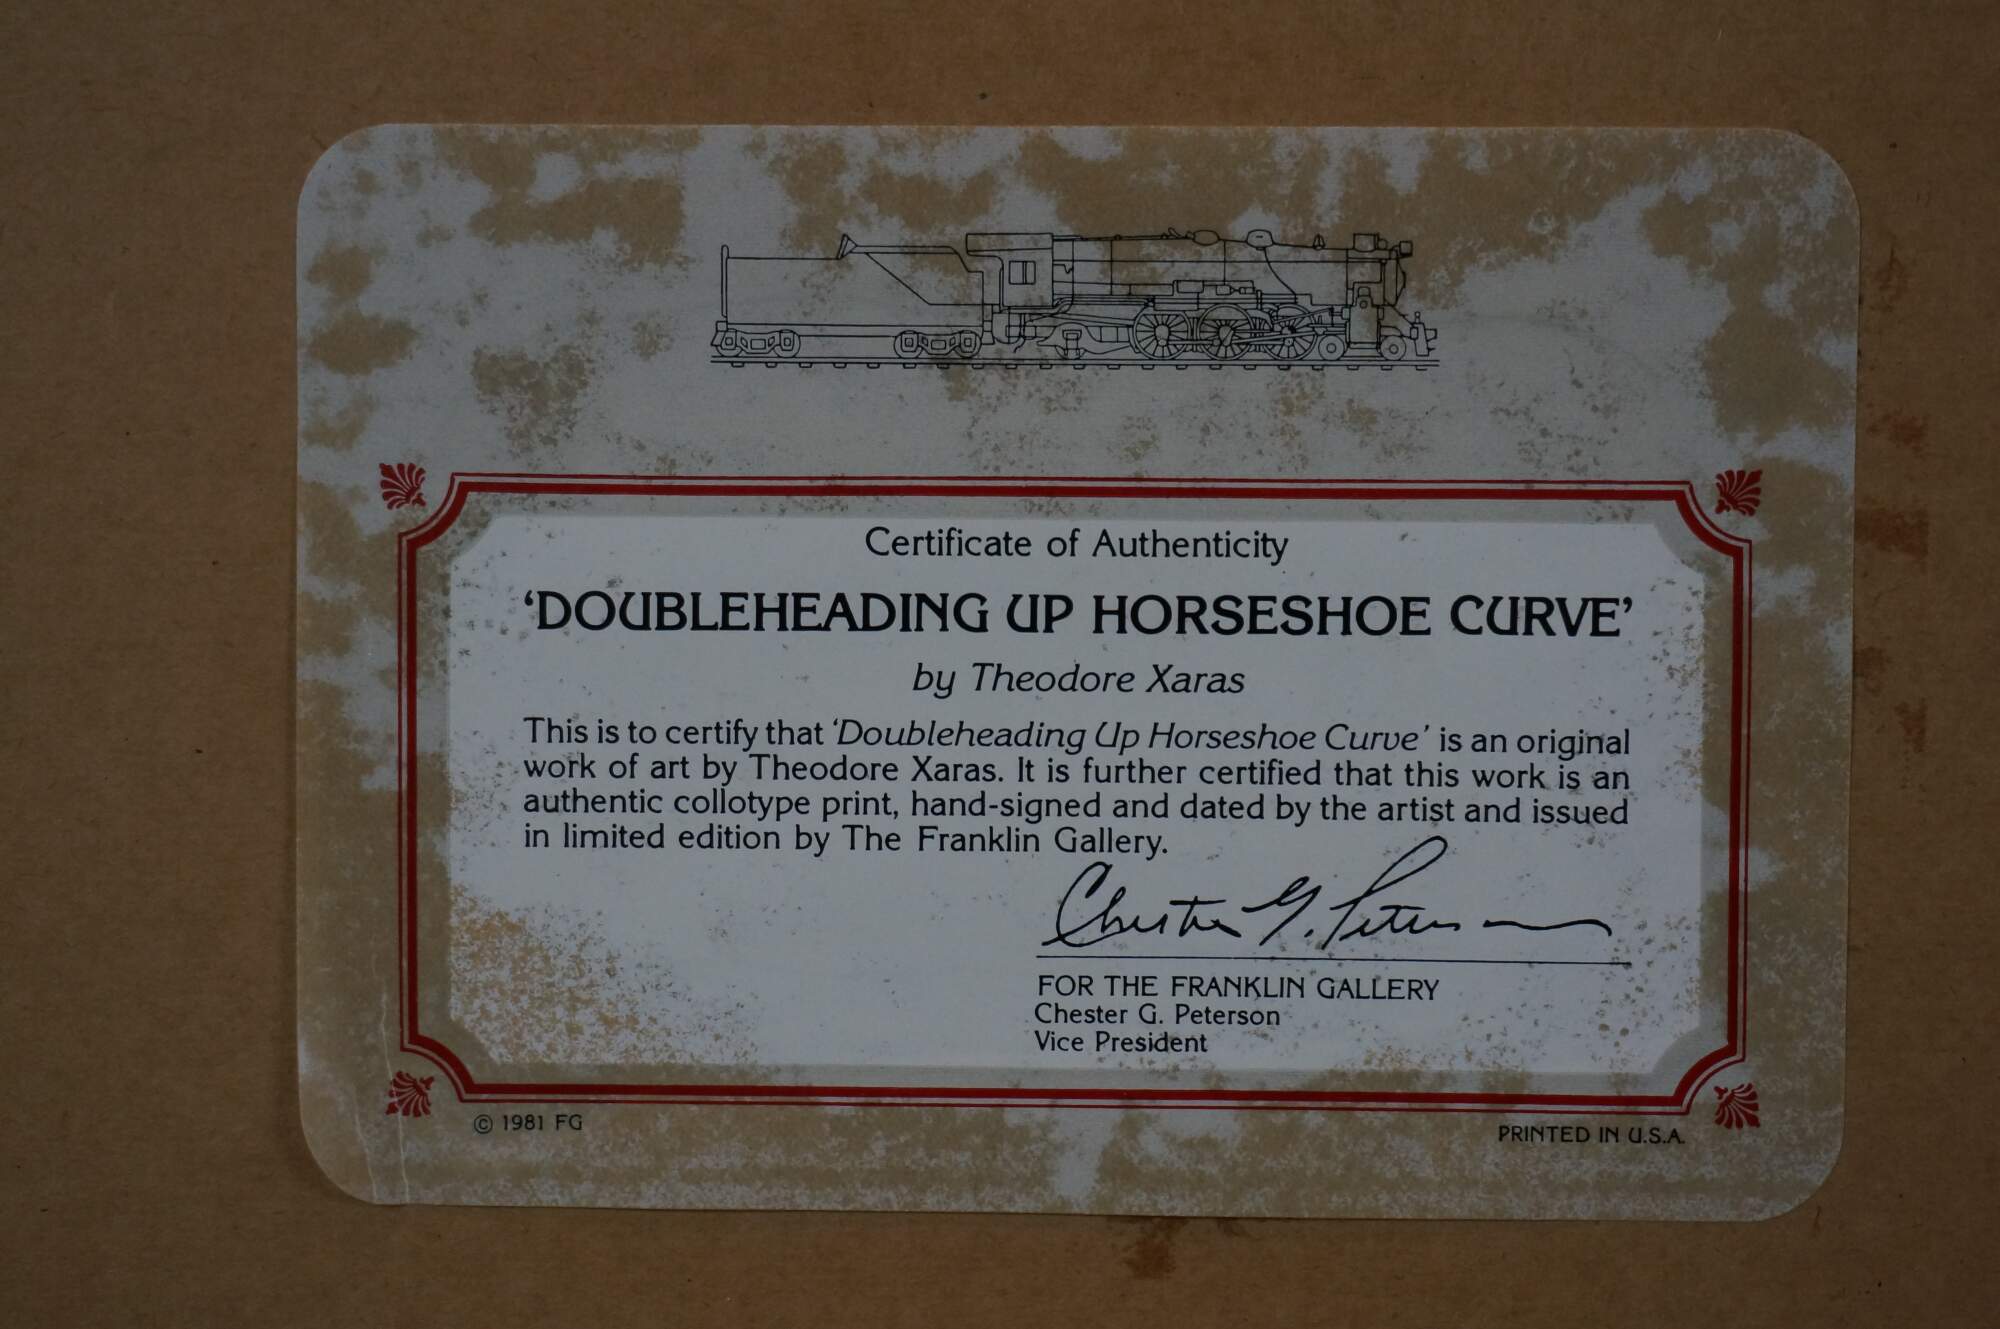 Certificate of Authenticity
‘DOUBLEHEADING UP HORSESHOE CURVE’
by Theodore Xaras
This is to certify that ‘Doubleheading Up Horseshoe Curve’ is an original
work of art by Theodore Xaras. It is further certified that this work is an
authentic collotype print, hand-signed and dated by the artist and issued
in limited edition by The Franklin Gallery.
Chester G. Peterson
FOR THE FRANKLIN GALLERY
Chester G. Peterson
Vice President
© 1981 FG
PRINTED IN U.S.A.